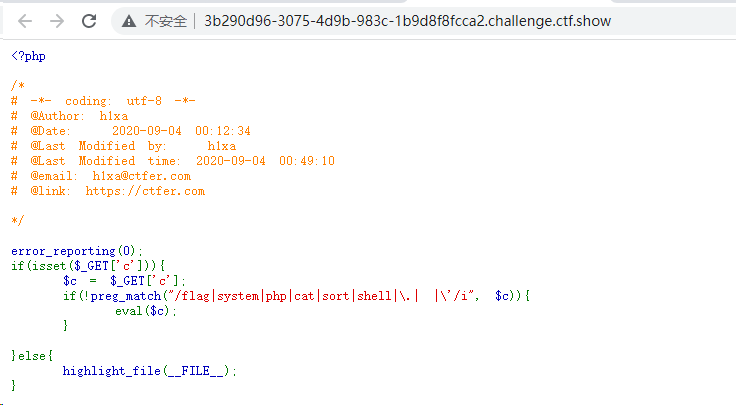 不安全 | 3b290d96-3075-4d9b-983c-1b9d8f8fcca2.challenge.ctf.show
<?php
/*
# -*- coding: utf-8 -*-
# @Author: h1xa
# @Date:   2020-09-04 00:12:34
# @Last Modified by:   h1xa
# @Last Modified time: 2020-09-04 00:49:10
# @email: h1xa@ctfer.com
# @link: https://ctfer.com
*/
error_reporting(0);
if(isset($_GET['c'])){
    $c = $_GET['c'];
    if(!preg_match("/flag|system|php|cat|sort|shell|\.| |\'/i", $c)){
        eval($c);
    }
}else{
    highlight_file(__FILE__);
}